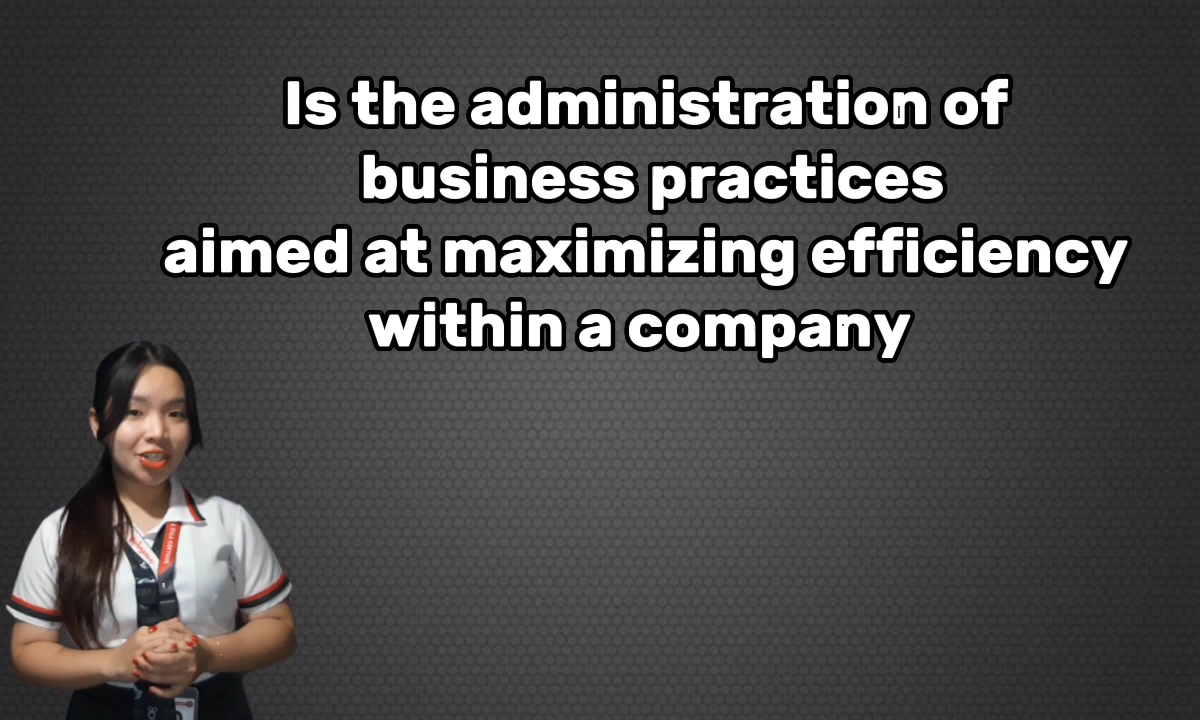 Is the administration of
business practices
aimed at maximizing efficiency
within a company